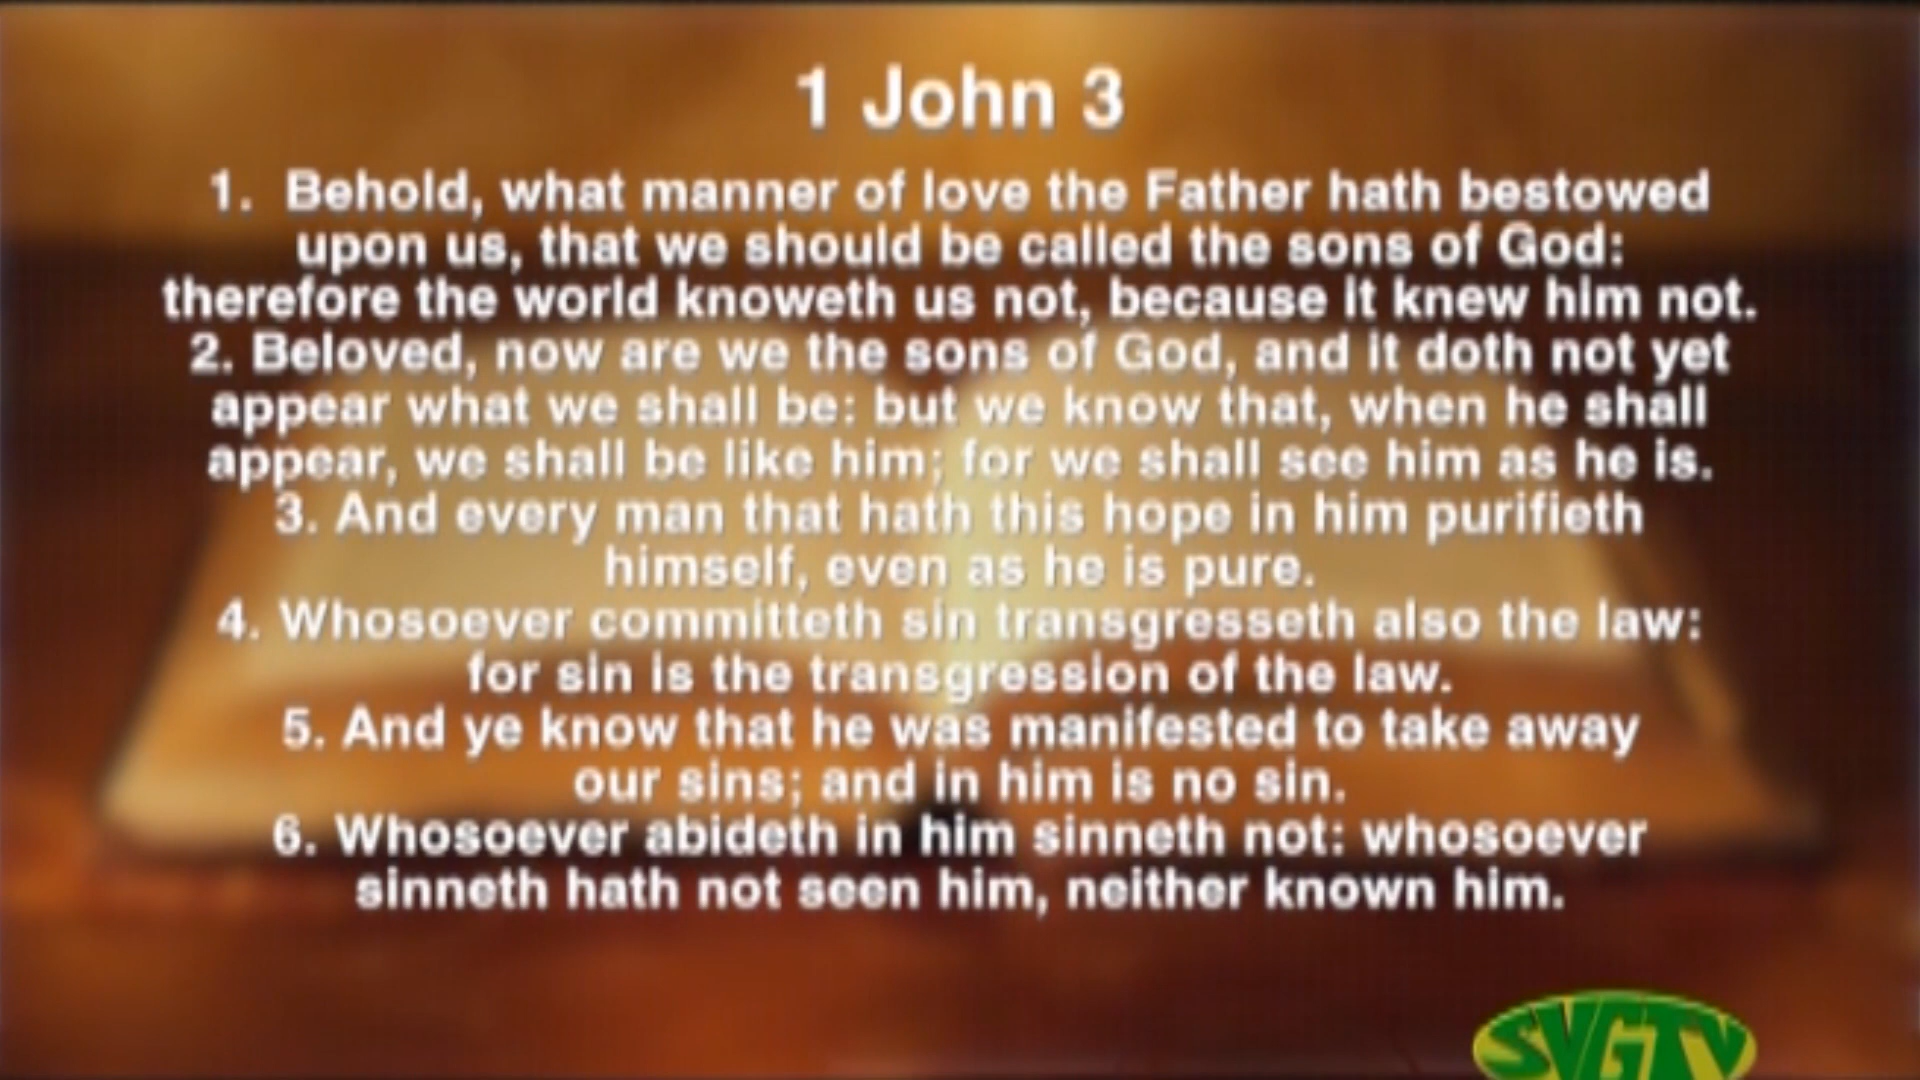 1 John 3
1. Behold, what manner of love the Father hath bestowed
upon us, that we should be called the sons of God:
therefore the world knoweth us not, because it knew him not.
2. Beloved, now are we the sons of God, and it doth not yet
appear what we shall be: but we know that, when he shall
appear, we shall be like him; for we shall see him as he is.
3. And every man that hath this hope in him purifieth
himself, even as he is pure.
4. Whosoever committeth sin transgresseth also the law:
for sin is the transgression of the law.
5. And ye know that he was manifested to take away
our sins; and in him is no sin.
6. Whosoever abideth in him sinneth not: whosoever
sinneth hath not seen him, neither known him.
SVGTV